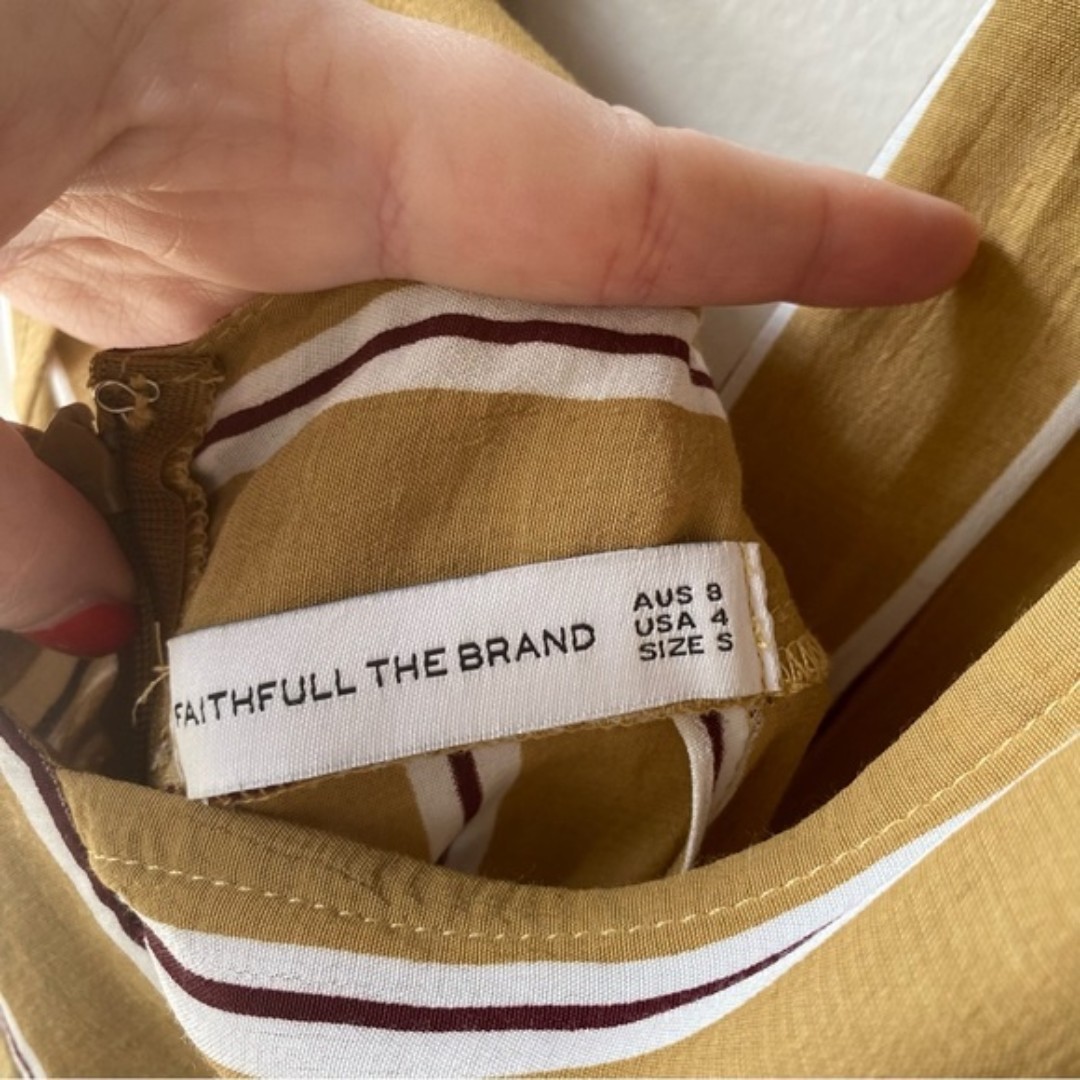 FAITHFULL THE BRAND
AUS 8
USA 4
SIZE S